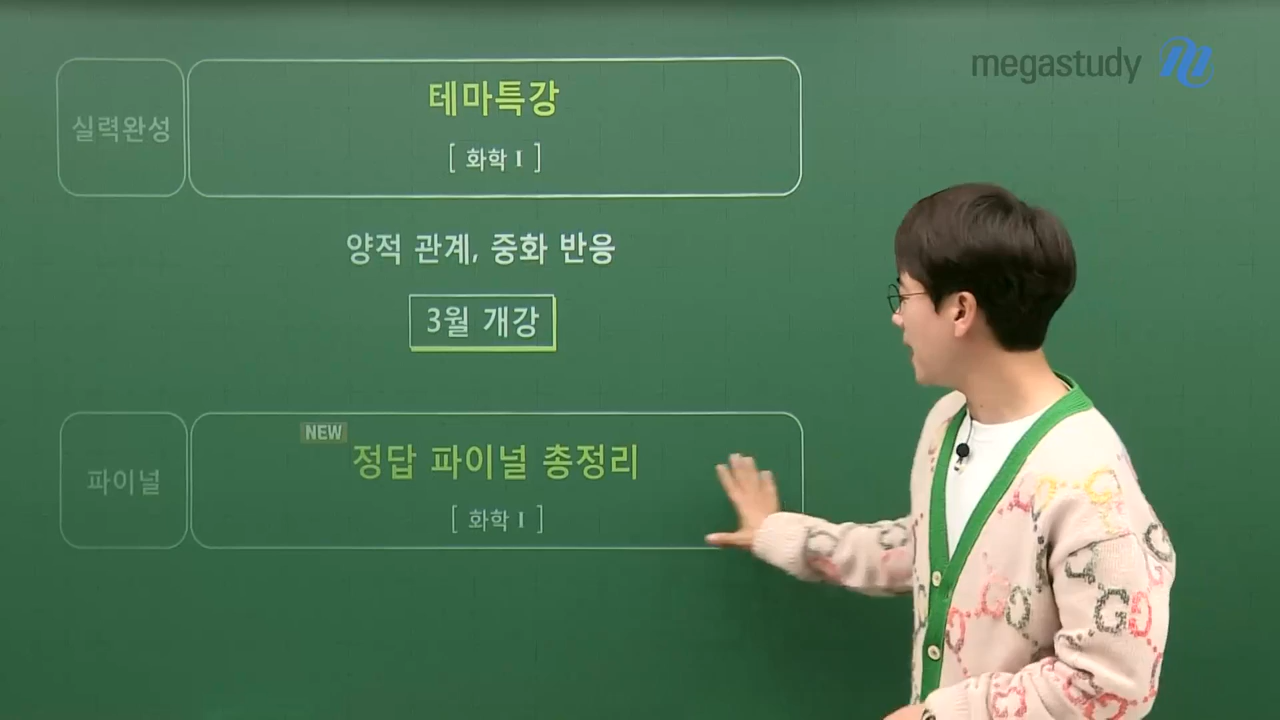 megastudy
실력완성
테마특강
[ 화학 I ]
양적 관계, 중화 반응
3월 개강
파이널
NEW
정답 파이널 총정리
[ 화학 I ]